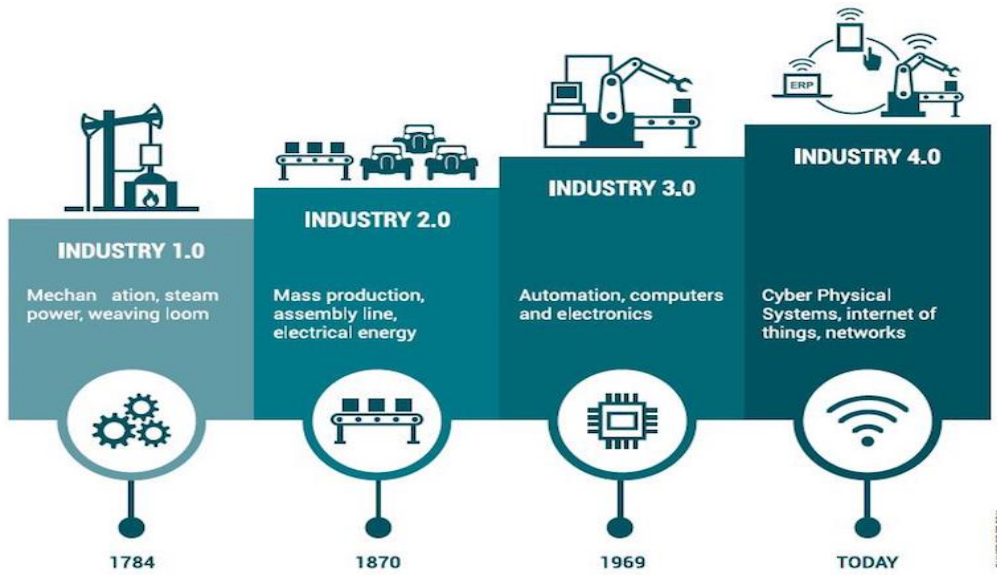 ERP
INDUSTRY 1.0
Mechan ation, steam
power, weaving loom
1784
INDUSTRY 2.0
Mass production,
assembly line,
electrical energy
1870
INDUSTRY 3.0
Automation, computers
and electronics
1969
INDUSTRY 4.0
Cyber Physical
Systems, internet of
things, networks
TODAY